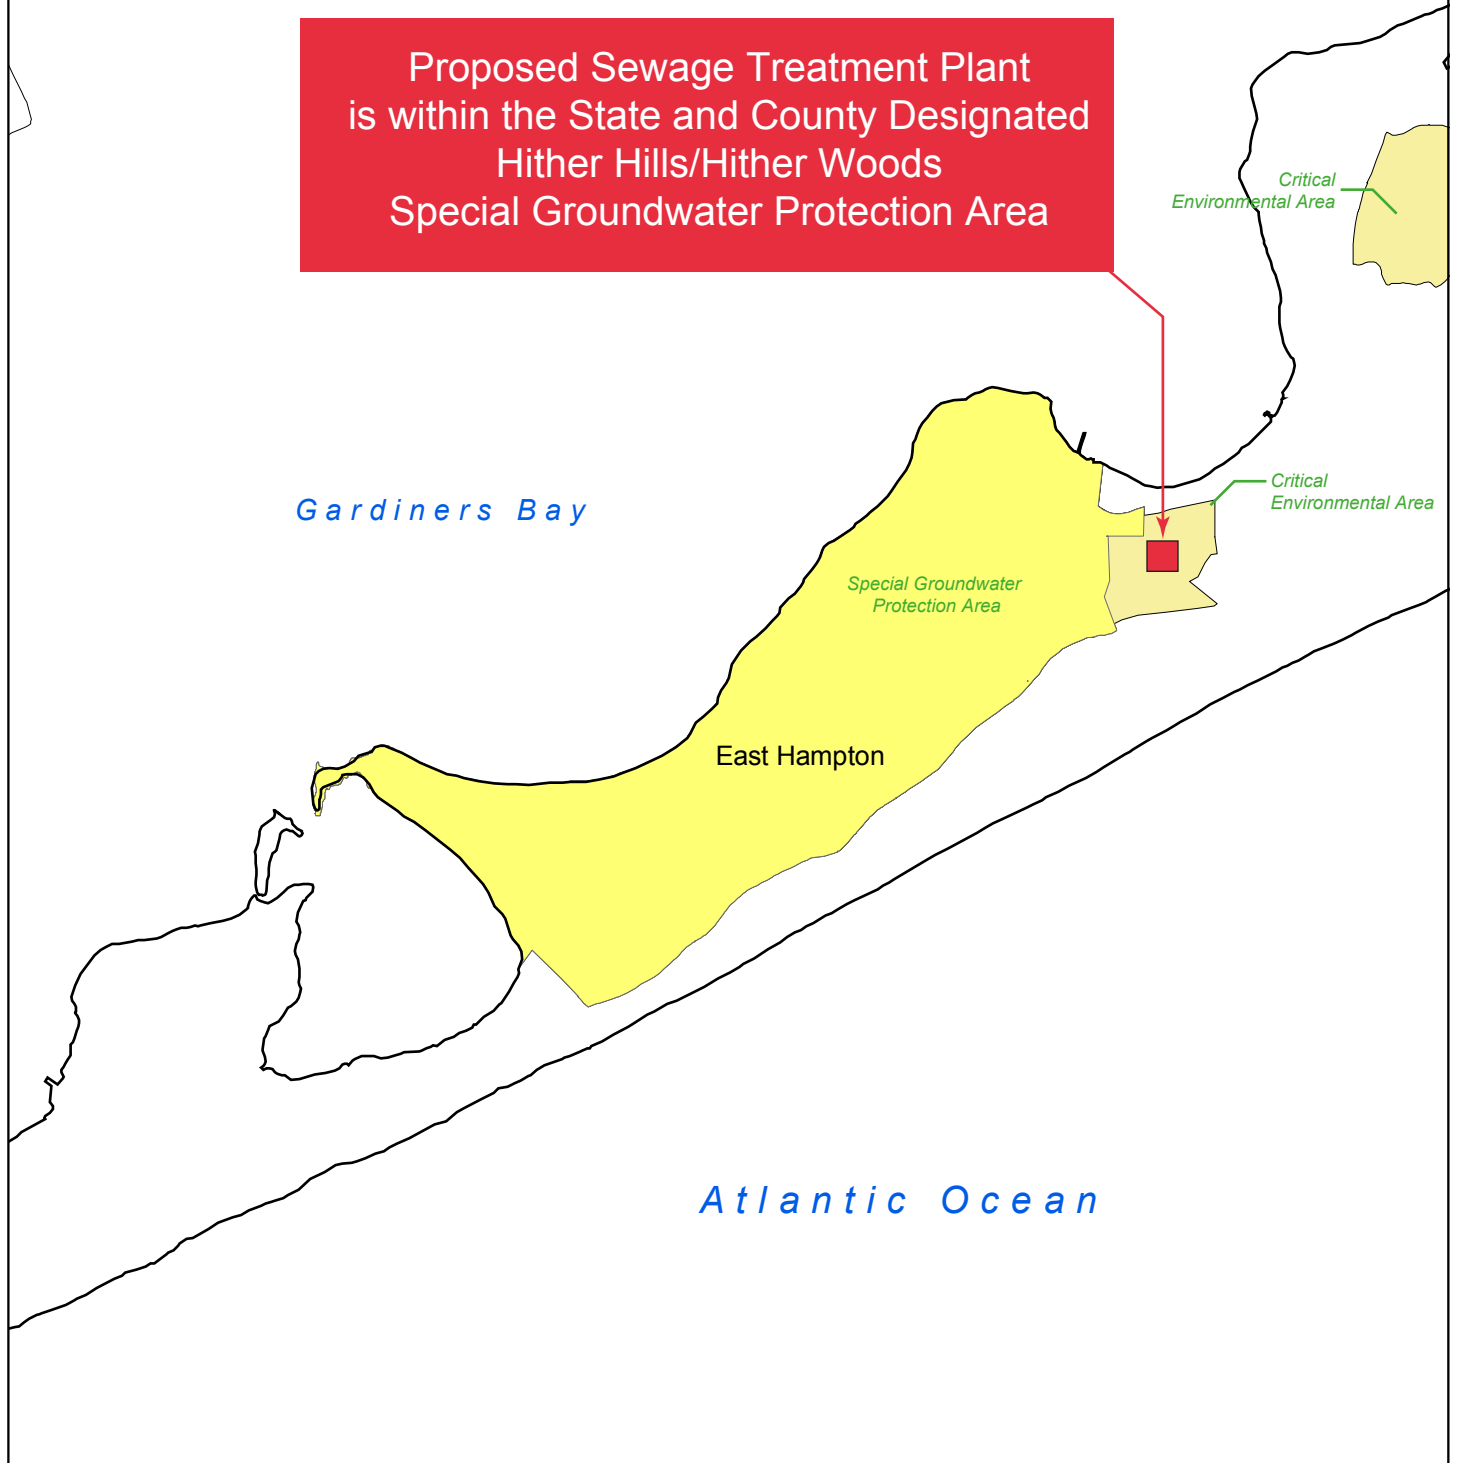 Proposed Sewage Treatment Plant
is within the State and County Designated
Hither Hills/Hither Woods
Special Groundwater Protection Area
Critical
Environmental Area
Gardiners Bay
Critical
Environmental Area
Special Groundwater
Protection Area
East Hampton
Atlantic Ocean